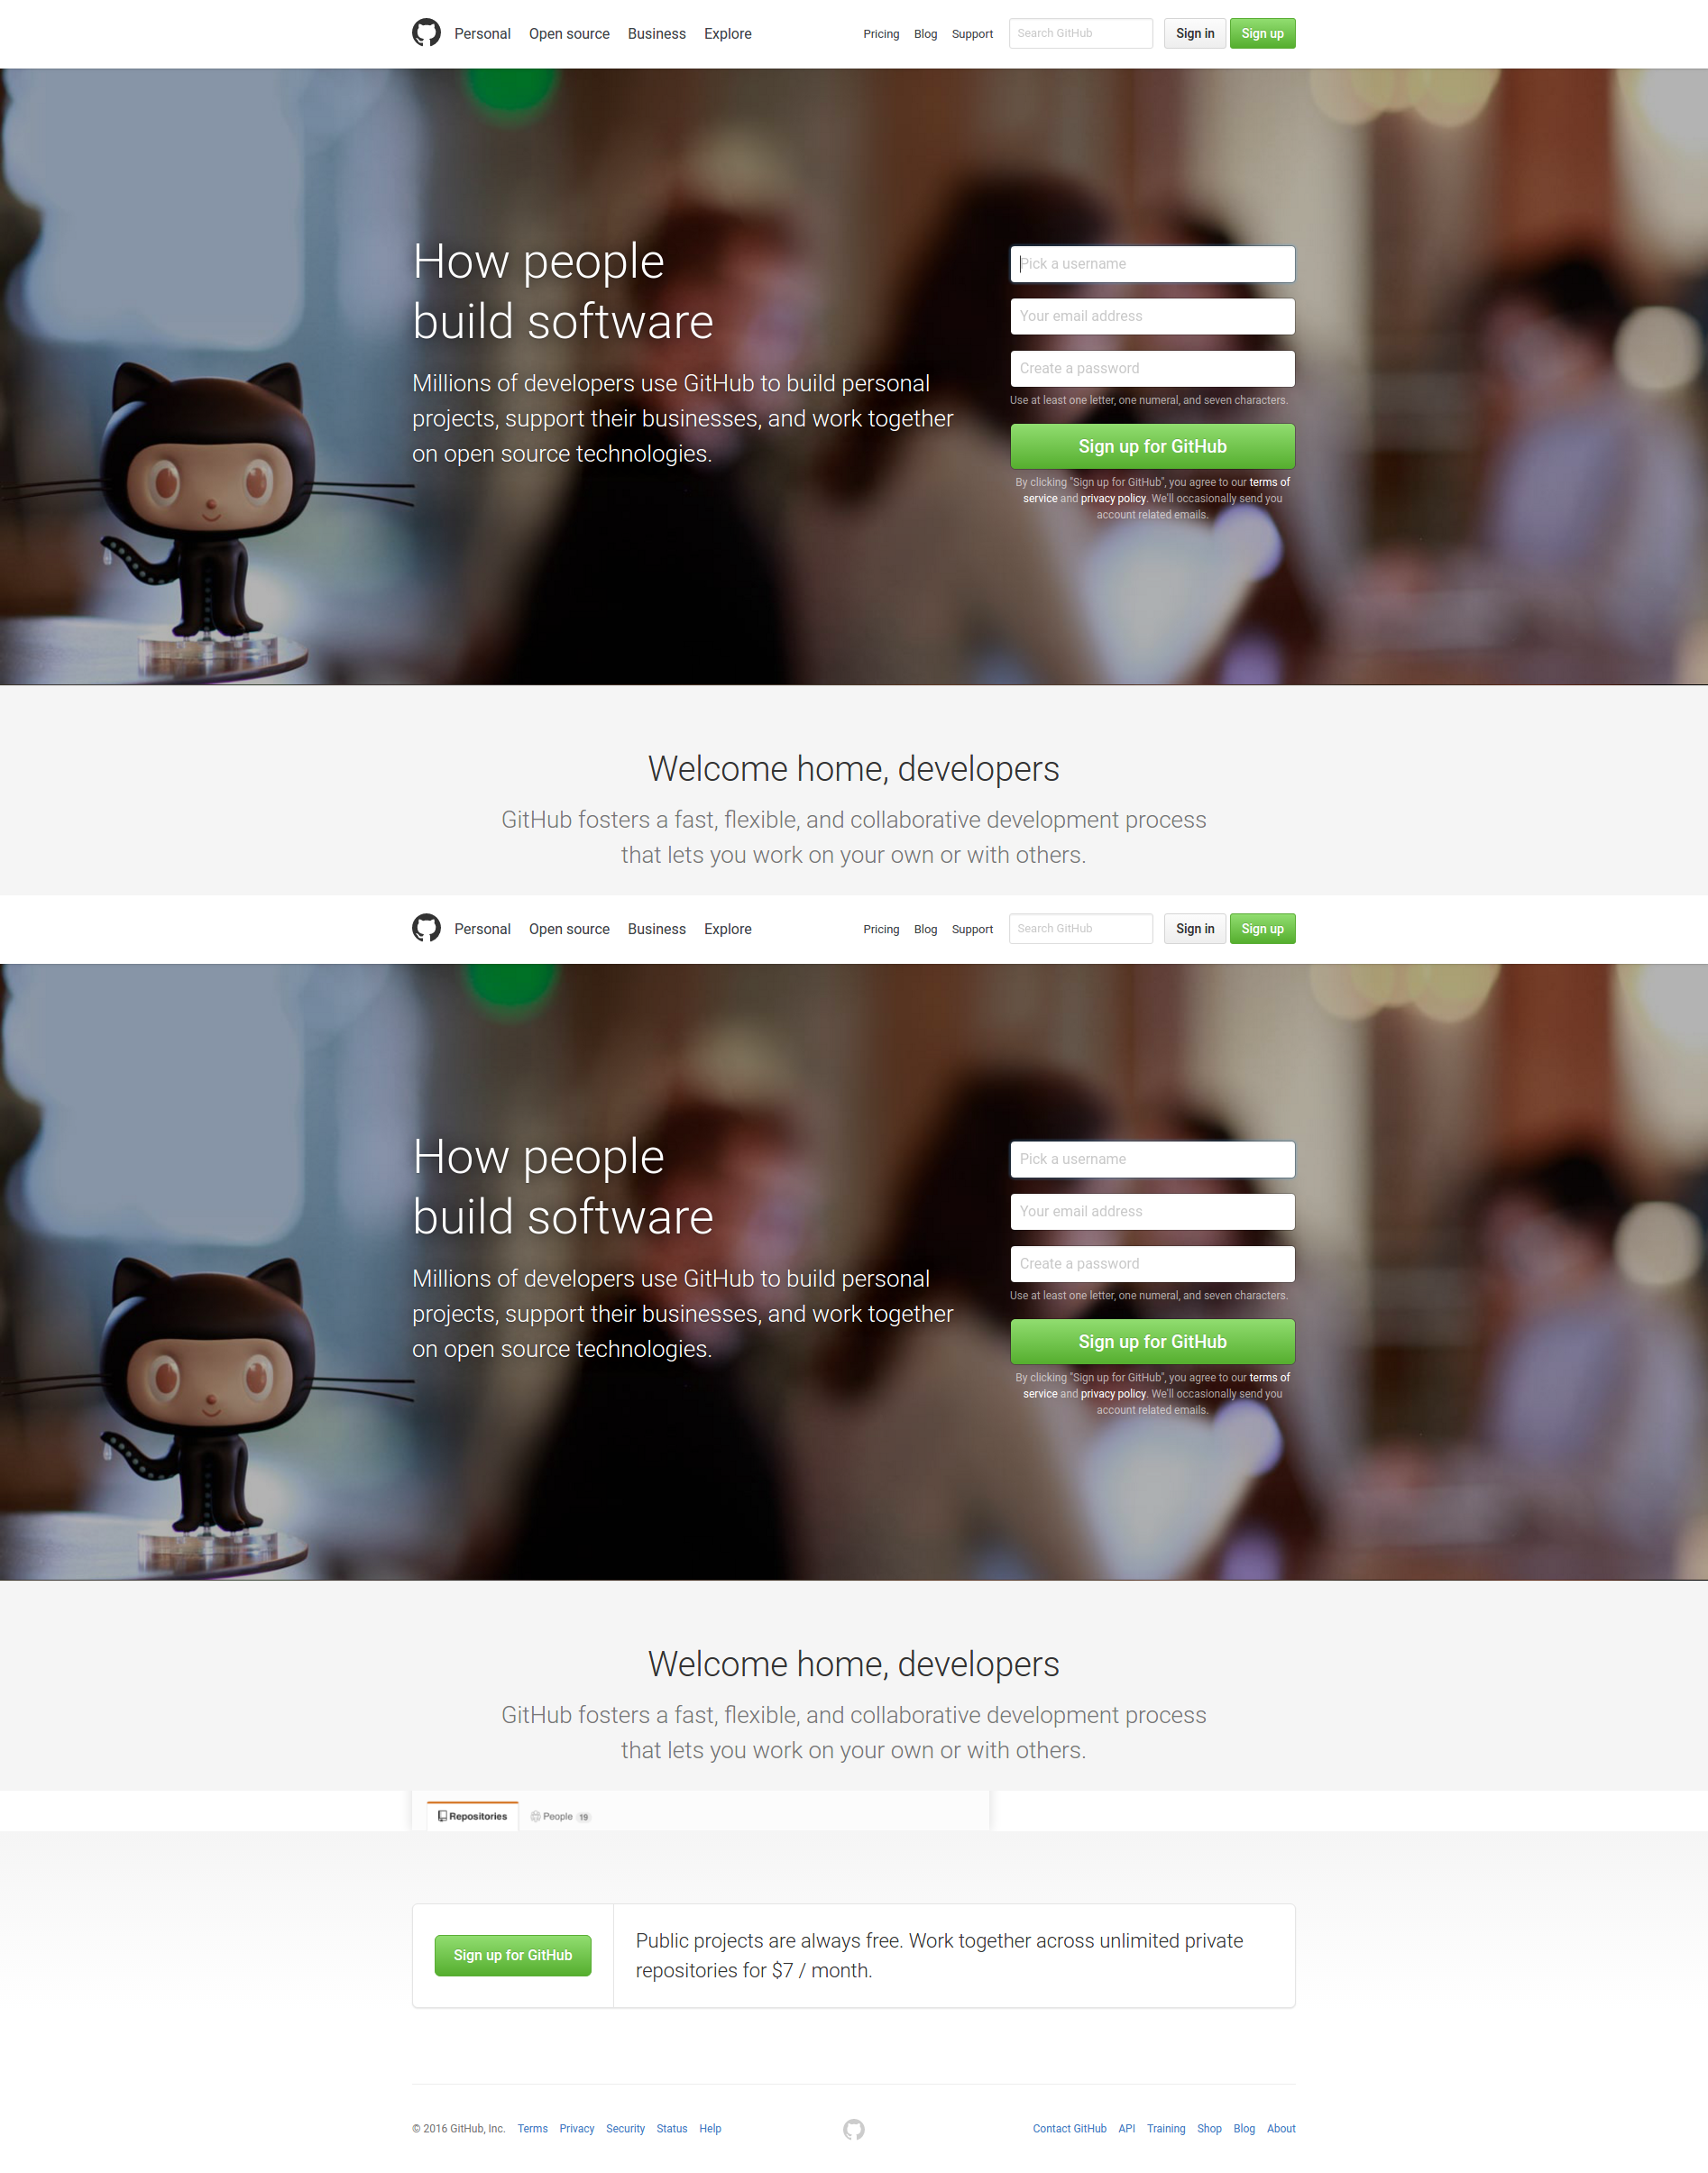 Personal Open source Business Explore Pricing Blog Support Search GitHub Sign in Sign up
How people
build software
Millions of developers use GitHub to build personal
projects, support their businesses, and work together
on open source technologies.
Pick a username
Your email address
Create a password
Use at least one letter, one numeral, and seven characters.
Sign up for GitHub
By clicking "Sign up for GitHub", you agree to our terms of
service and privacy policy. We'll occasionally send you
account related emails.
Welcome home, developers
GitHub fosters a fast, flexible, and collaborative development process
that lets you work on your own or with others.
Personal Open source Business Explore Pricing Blog Support Search GitHub Sign in Sign up
How people
build software
Millions of developers use GitHub to build personal
projects, support their businesses, and work together
on open source technologies.
Pick a username
Your email address
Create a password
Use at least one letter, one numeral, and seven characters.
Sign up for GitHub
By clicking "Sign up for GitHub", you agree to our terms of
service and privacy policy. We'll occasionally send you
account related emails.
Welcome home, developers
GitHub fosters a fast, flexible, and collaborative development process
that lets you work on your own or with others.
Repositories People 19
Sign up for GitHub
Public projects are always free. Work together across unlimited private
repositories for $7 / month.
© 2016 GitHub, Inc. Terms Privacy Security Status Help Contact GitHub API Training Shop Blog About